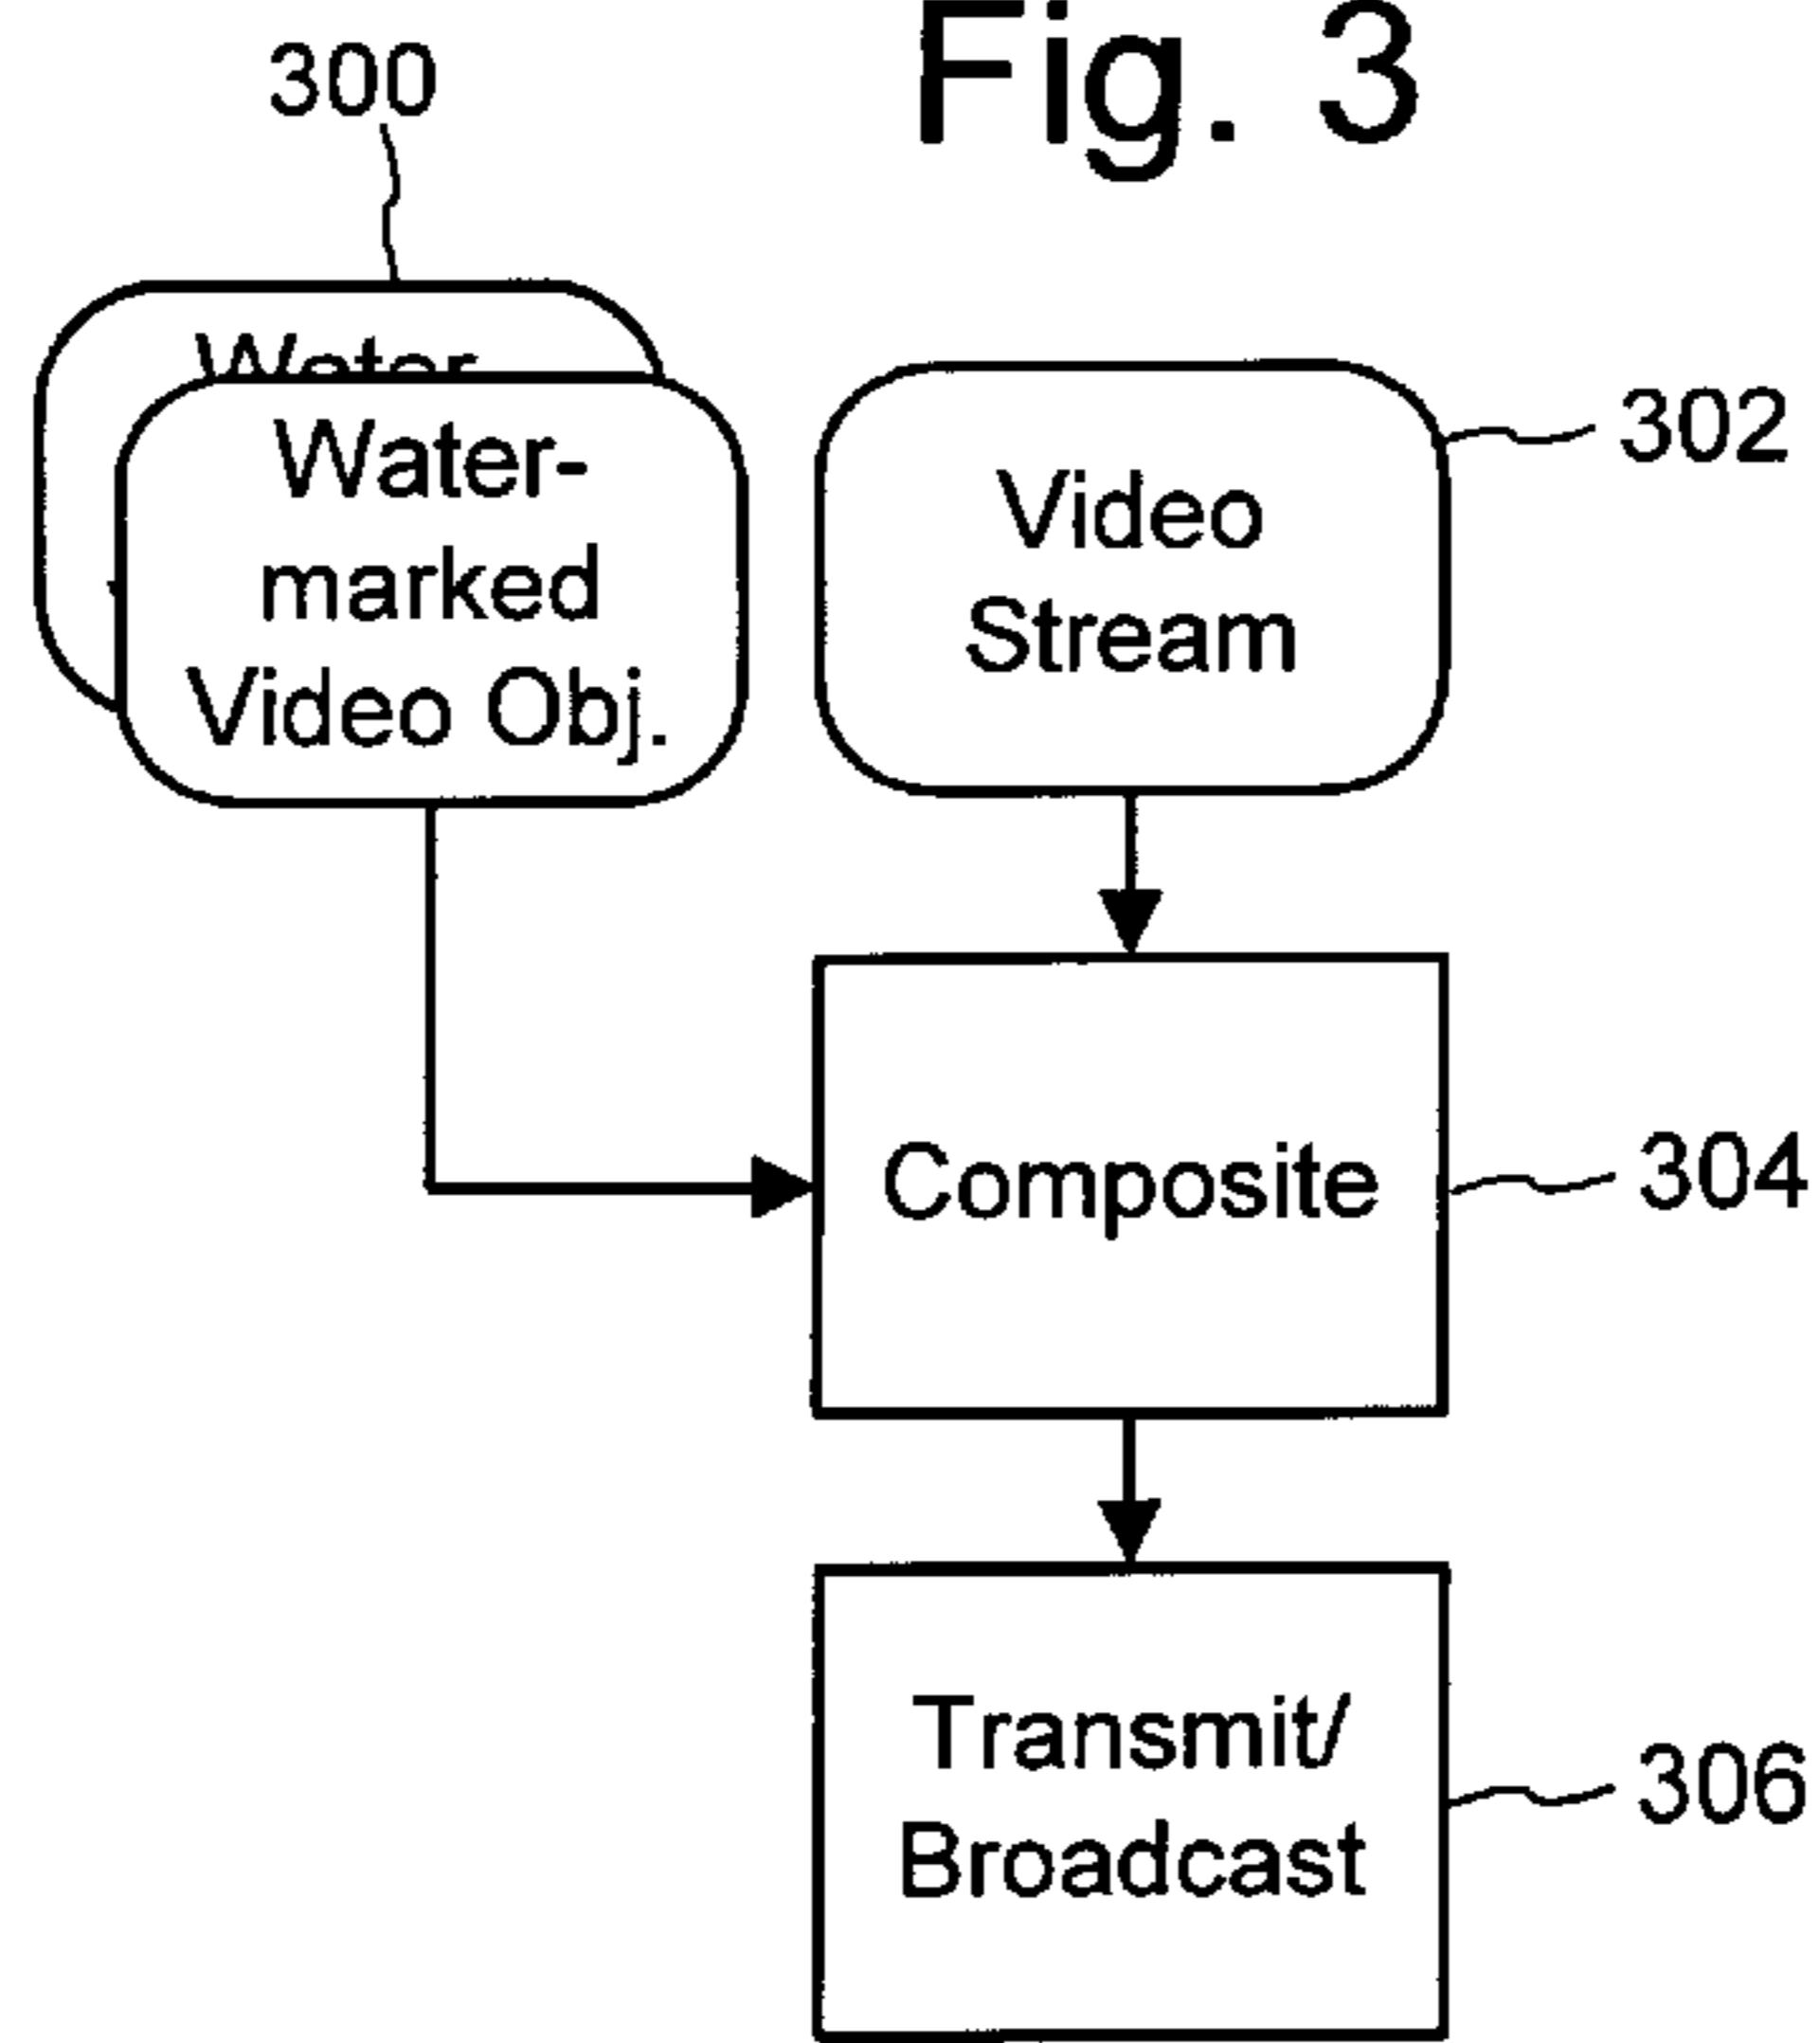 Fig. 3
300
Water-
marked
Video Obj.
Video
Stream
302
Composite
304
Transmit/
Broadcast
306